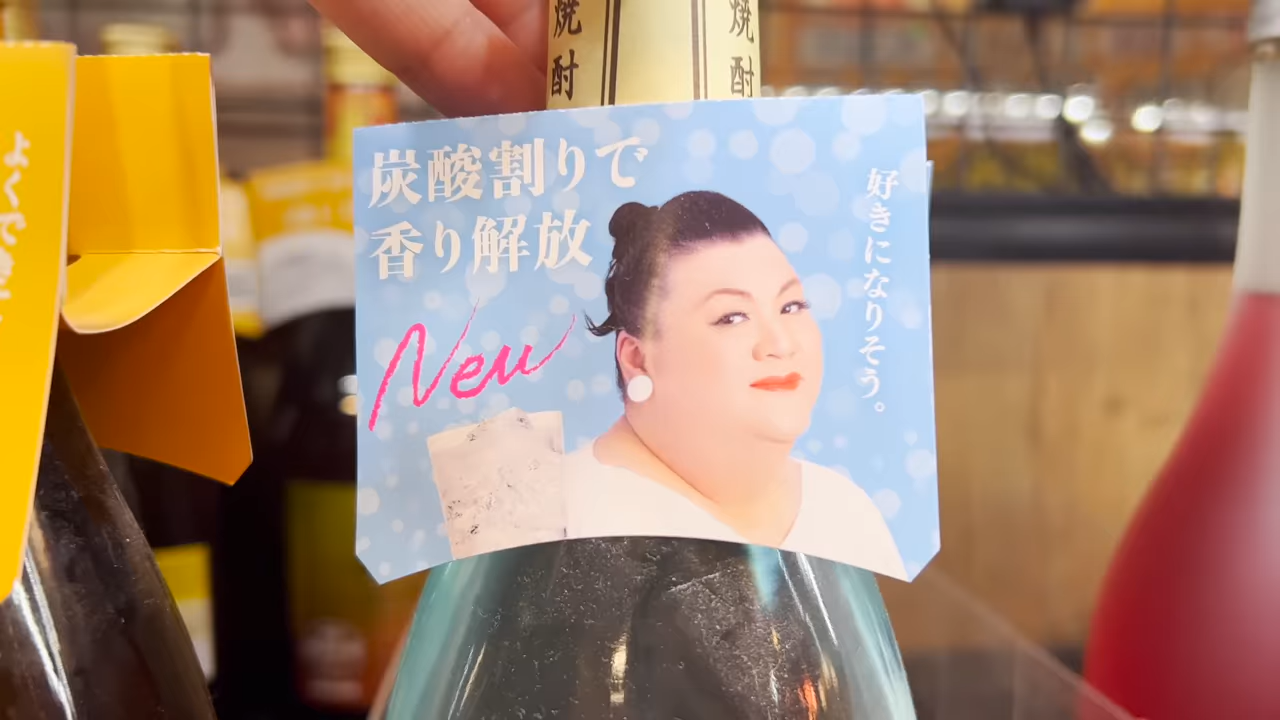 焼酎
焼酎
炭酸割りで
香り解放
New
好きになりそう。
よくで